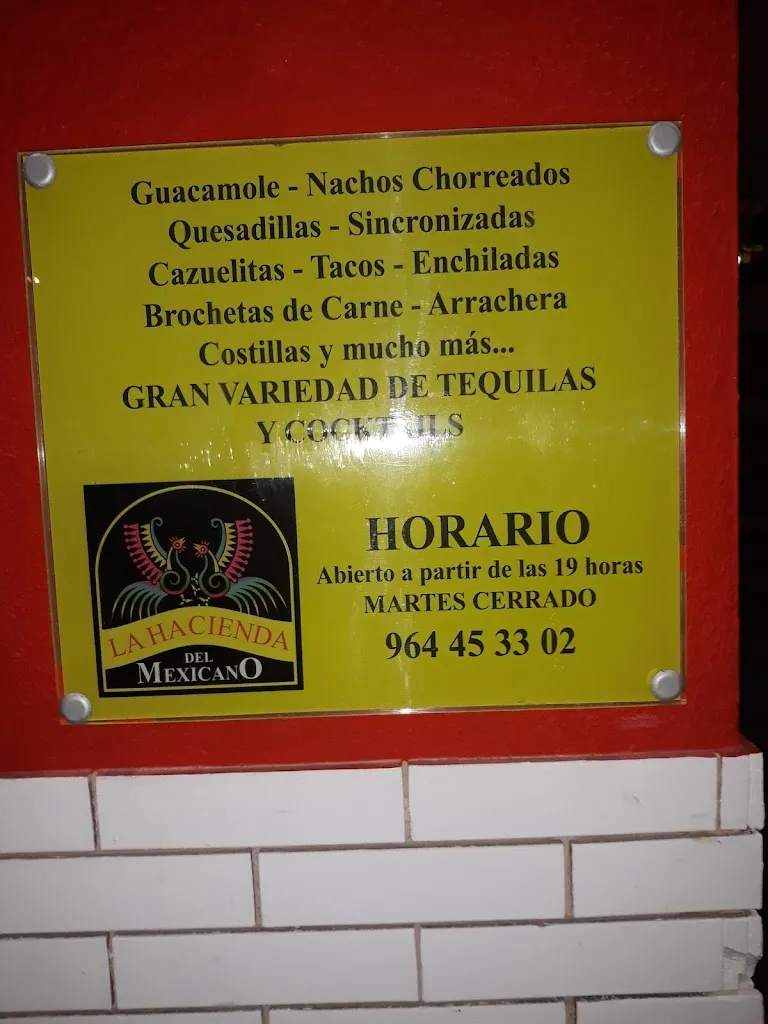 Guacamole - Nachos Chorreados
Quesadillas - Sincronizadas
Cazuelitas - Tacos - Enchiladas
Brochetas de Carne - Arrachera
Costillas y mucho más...
GRAN VARIEDAD DE TEQUILAS
Y COCKTAILS
LA HACIENDA
DEL
MEXICANO
HORARIO
Abierto a partir de las 19 horas
MARTES CERRADO
964 45 33 02